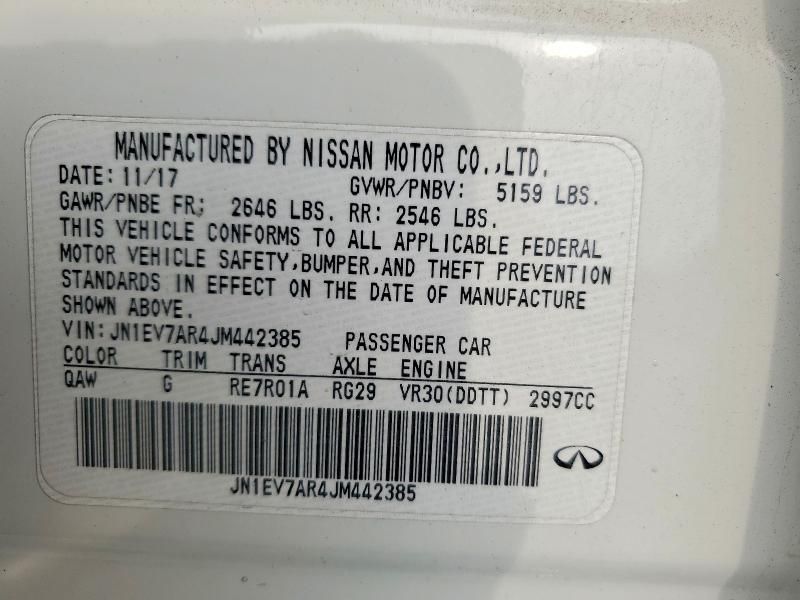 MANUFACTURED BY NISSAN MOTOR CO.,LTD.
DATE: 11/17 GVWR/PNBV: 5159 LBS.
GAWR/PNBE FR; 2646 LBS. RR: 2546 LBS.
THIS VEHICLE CONFORMS TO ALL APPLICABLE FEDERAL
MOTOR VEHICLE SAFETY,BUMPER,AND THEFT PREVENTION
STANDARDS IN EFFECT ON THE DATE OF MANUFACTURE
SHOWN ABOVE.
VIN:JN1EV7AR4JM442385 PASSENGER CAR
COLOR TRIM TRANS AXLE ENGINE
QAW G RE7R01A RG29 VR30(DDTT) 2997CC
JN1EV7AR4JM442385